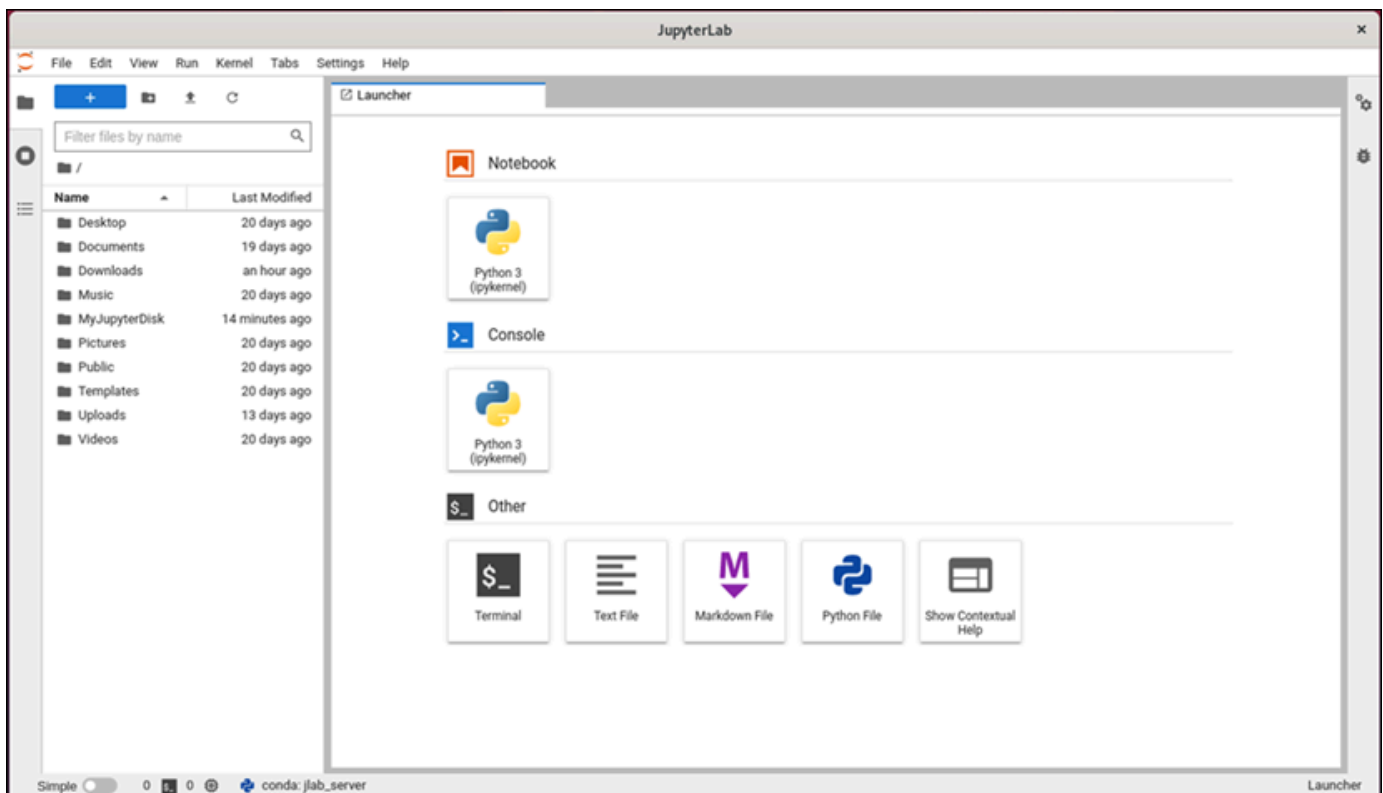 JupyterLab
File Edit View Run Kernel Tabs Settings Help
Launcher
Filter files by name
/
Name Last Modified
Desktop 20 days ago
Documents 19 days ago
Downloads an hour ago
Music 20 days ago
MyJupyterDisk 14 minutes ago
Pictures 20 days ago
Public 20 days ago
Templates 20 days ago
Uploads 13 days ago
Videos 20 days ago
Notebook
Python 3
(ipykernel)
>_ Console
Python 3
(ipykernel)
$_ Other
$_
Terminal
Text File
M
Markdown File
Python File
Show Contextual
Help
Simple 0 $_ 0 conda: jlab_server Launcher